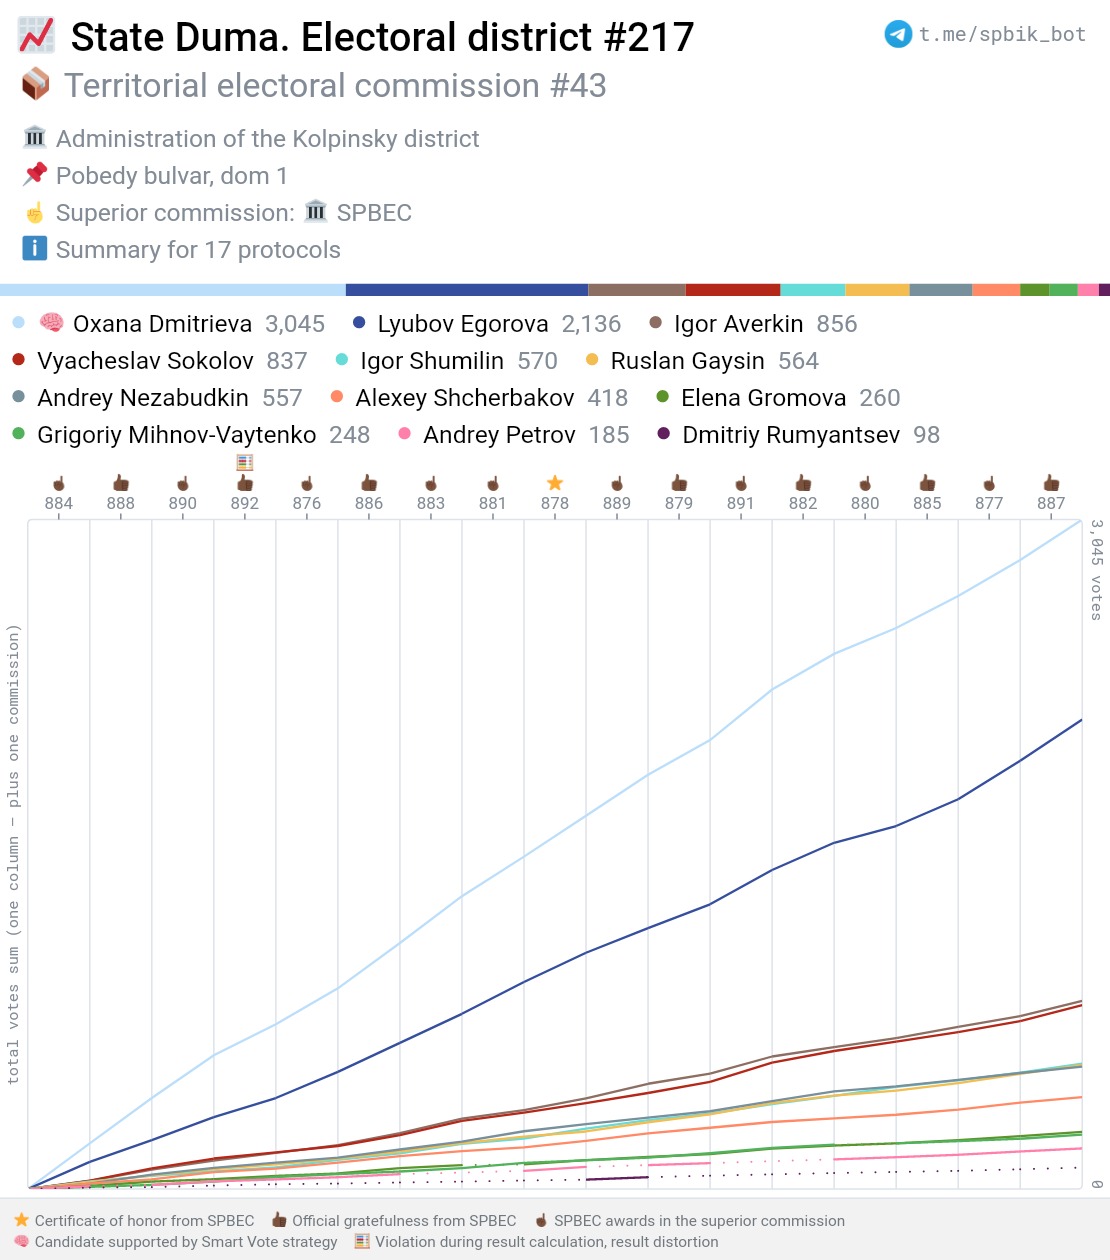 State Duma. Electoral district #217
t.me/spbik_bot
Territorial electoral commission #43
Administration of the Kolpinsky district
Pobedy bulvar, dom 1
Superior commission: SPBEC
Summary for 17 protocols
Oxana Dmitrieva 3,045 Lyubov Egorova 2,136 Igor Averkin 856
Vyacheslav Sokolov 837 Igor Shumilin 570 Ruslan Gaysin 564
Andrey Nezabudkin 557 Alexey Shcherbakov 418 Elena Gromova 260
Grigoriy Mihnov-Vaytenko 248 Andrey Petrov 185 Dmitriy Rumyantsev 98
884 888 890 892 876 886 883 881 878 889 879 891 882 880 885 877 887
3,045 votes
total votes sum (one column — plus one commission)
0
Certificate of honor from SPBEC Official gratefulness from SPBEC SPBEC awards in the superior commission
Candidate supported by Smart Vote strategy Violation during result calculation, result distortion